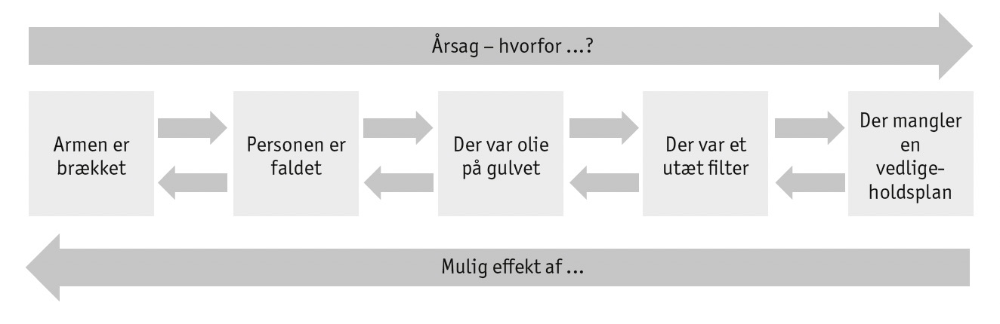 Årsag – hvorfor ...?
Armen er
brækket
Personen er
faldet
Der var olie
på gulvet
Der var et
utæt filter
Der mangler
en
vedlige-
holdsplan
Mulig effekt af ...